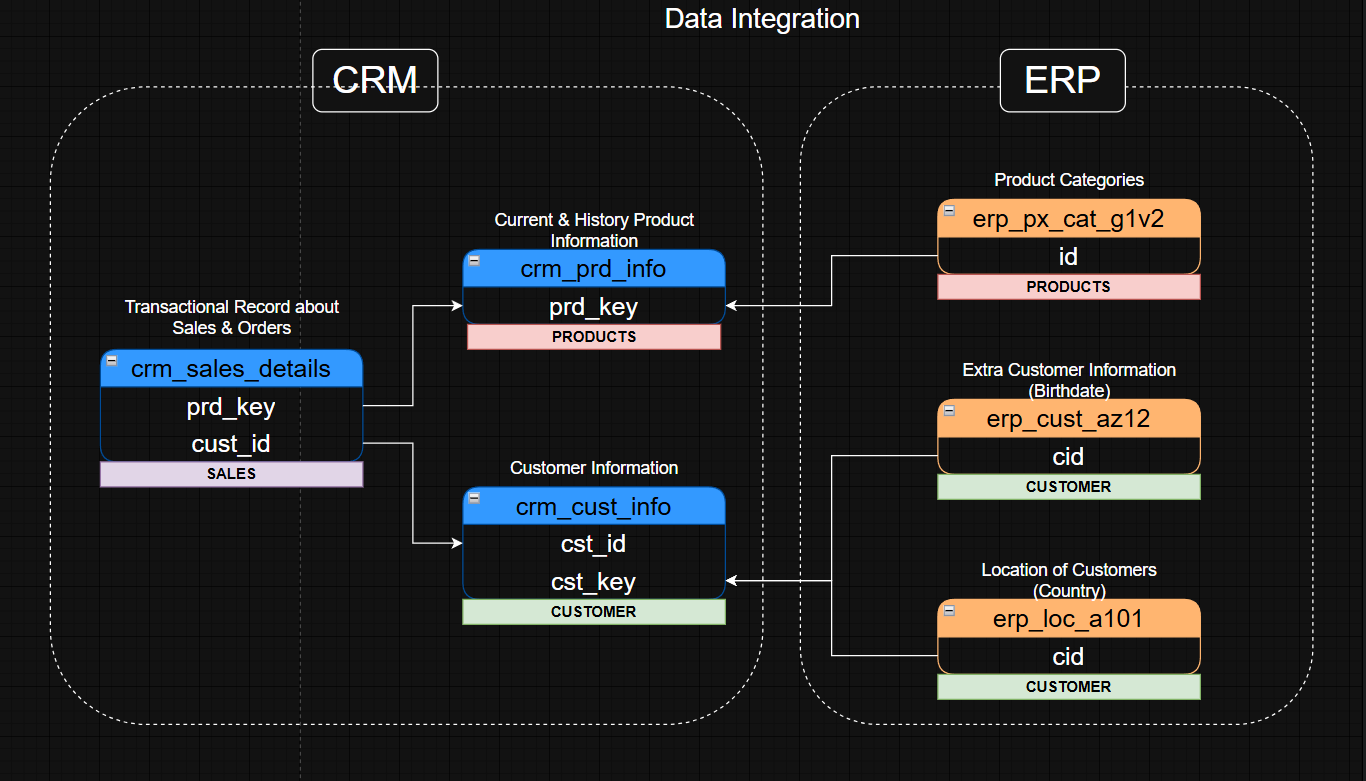 Data Integration
CRM
ERP
Transactional Record about
Sales & Orders
crm_sales_details
prd_key
cust_id
SALES
Current & History Product
Information
crm_prd_info
prd_key
PRODUCTS
Customer Information
crm_cust_info
cst_id
cst_key
CUSTOMER
Product Categories
erp_px_cat_g1v2
id
PRODUCTS
Extra Customer Information
(Birthdate)
erp_cust_az12
cid
CUSTOMER
Location of Customers
(Country)
erp_loc_a101
cid
CUSTOMER